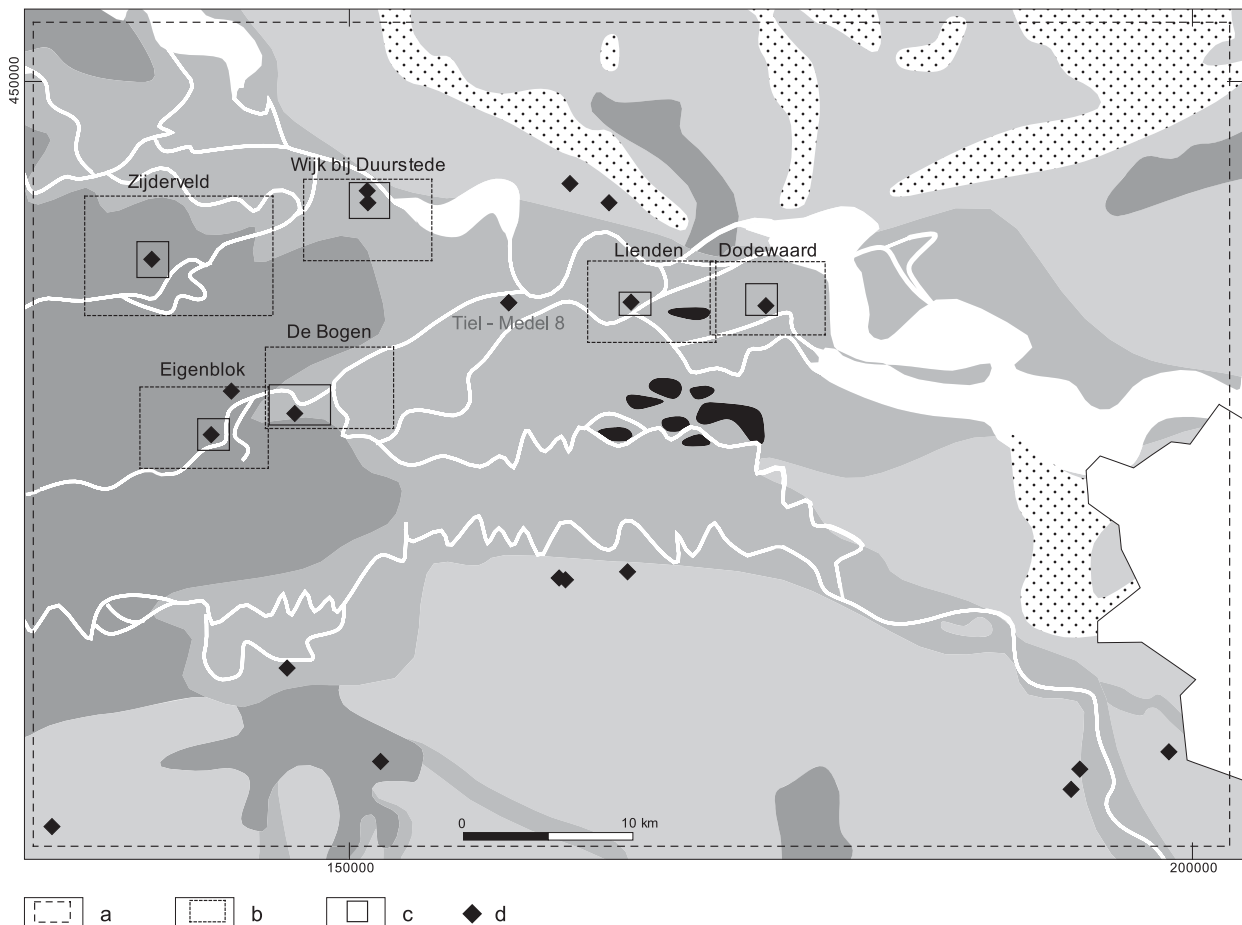 450000
Wijk bij Duurstede
Zijderveld
Lienden
Dodewaard
Tiel - Medel 8
De Bogen
Eigenblok
0
10 km
150000
200000
a
b
c
d